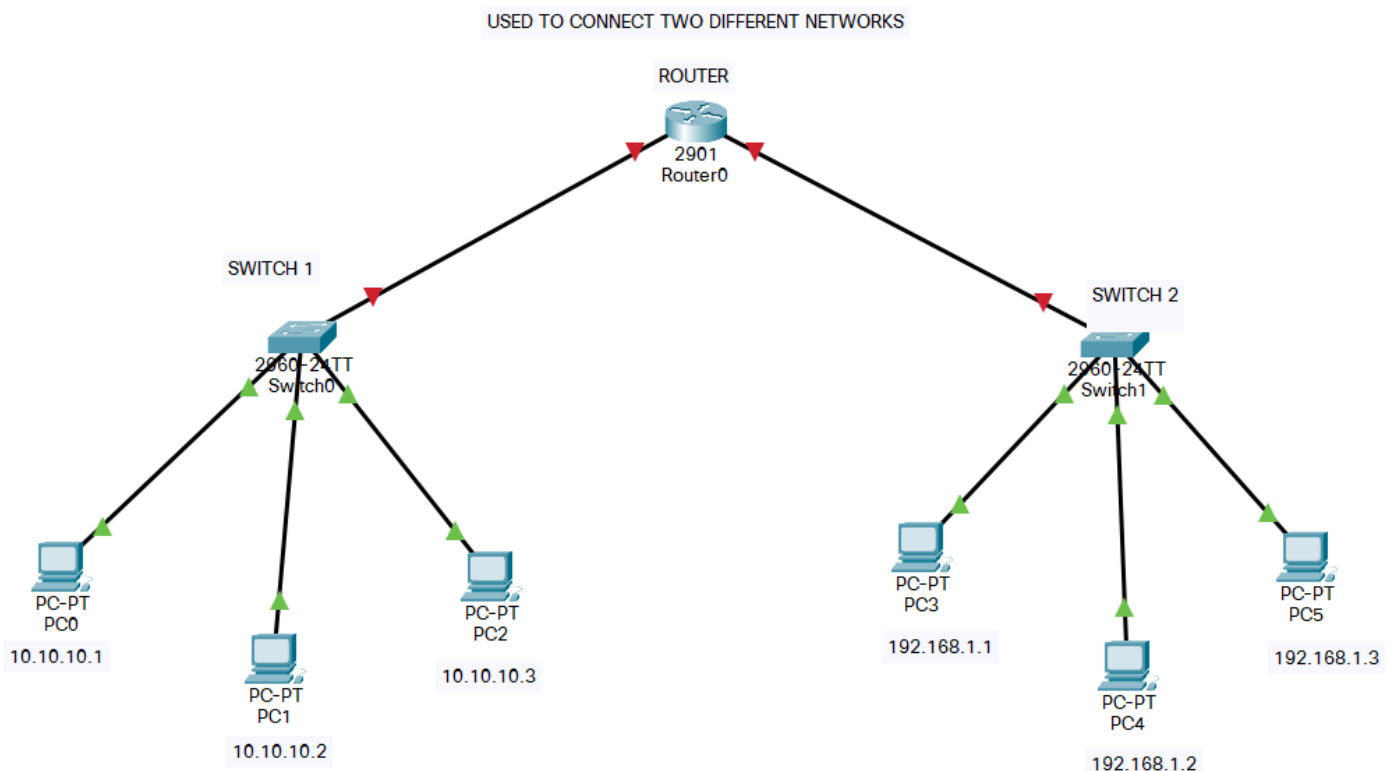 USED TO CONNECT TWO DIFFERENT NETWORKS
ROUTER
2901
Router0
SWITCH 1
2960-24TT
Switch0
SWITCH 2
2960-24TT
Switch1
PC-PT
PC0
10.10.10.1
PC-PT
PC1
10.10.10.2
PC-PT
PC2
10.10.10.3
PC-PT
PC3
192.168.1.1
PC-PT
PC4
192.168.1.2
PC-PT
PC5
192.168.1.3